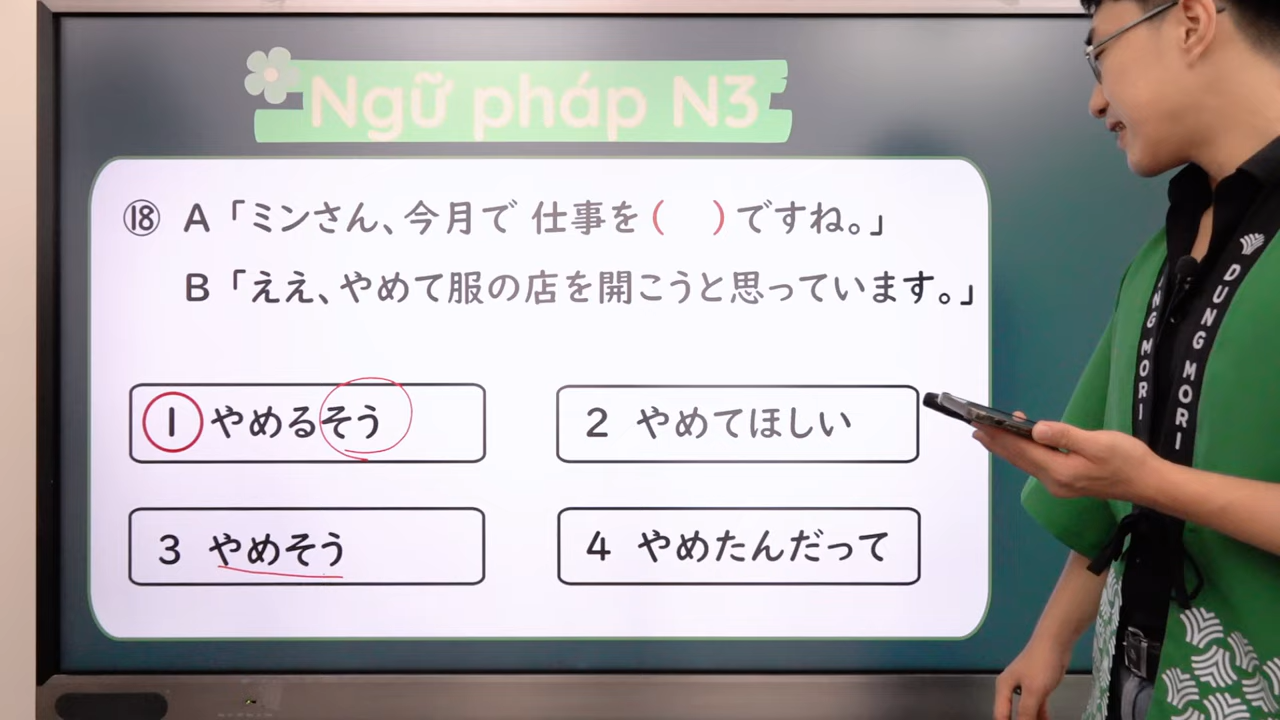 Ngữ pháp N3
⑱ A「ミンさん、今月で 仕事を(　)ですね。」
B「ええ、やめて服の店を開こうと思っています。」
1 やめるそう
2 やめてほしい
3 やめそう
4 やめたんだって
DUNG MORI
NG MORI